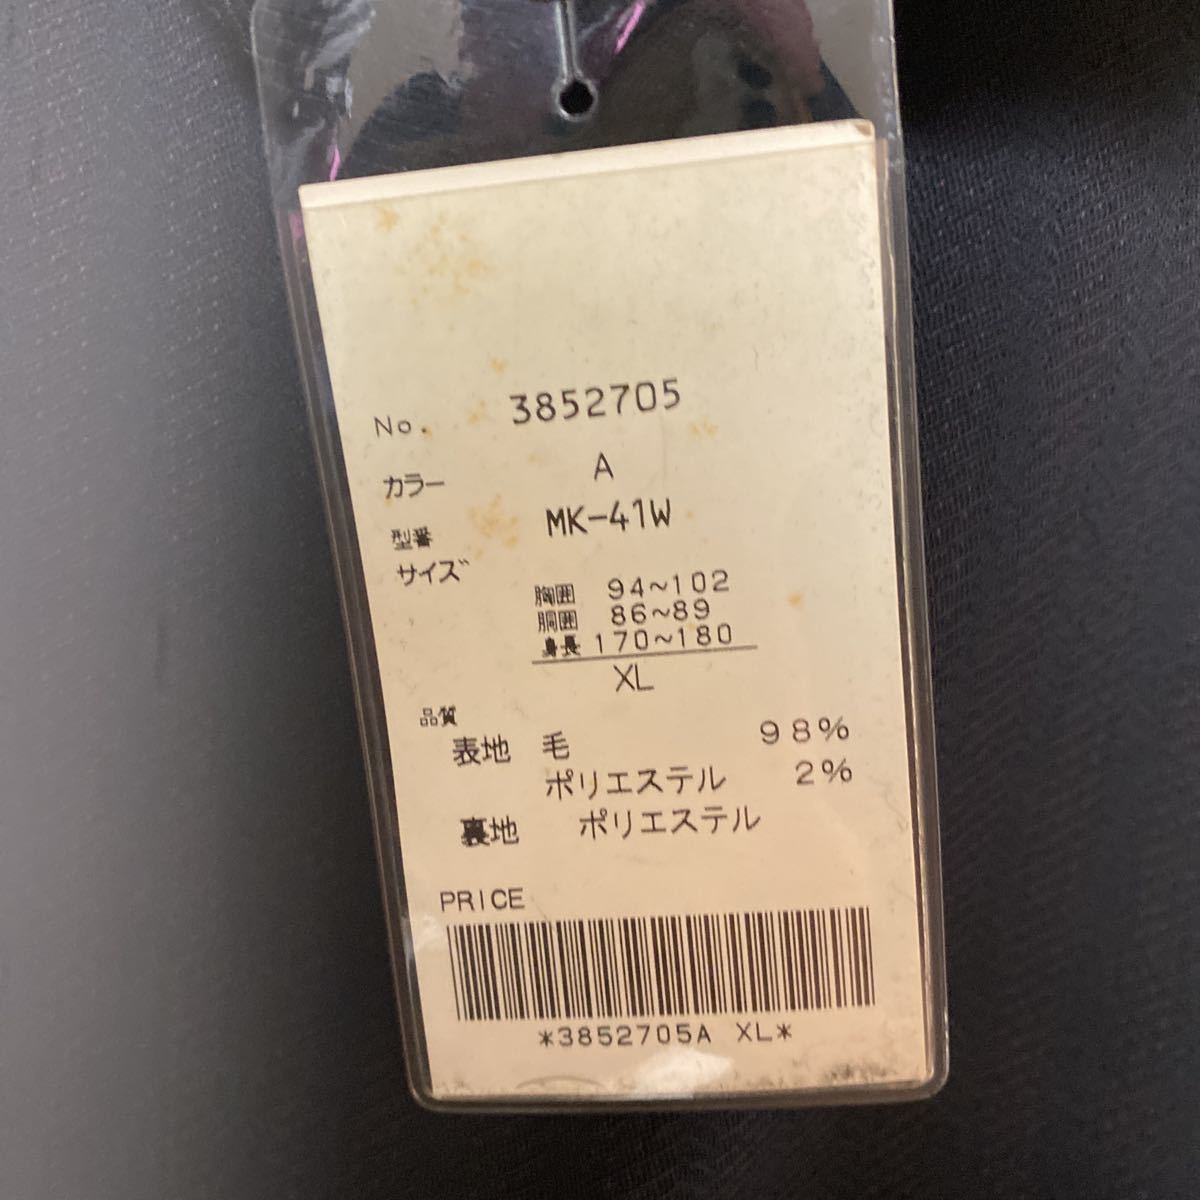 No. 3852705
カラー A
型番 MK-41W
サイズ
胸囲 94~102
胴囲 86~89
身長 170~180
XL
品質
表地 毛 98%
ポリエステル 2%
裏地 ポリエステル
PRICE
*3852705A XL*